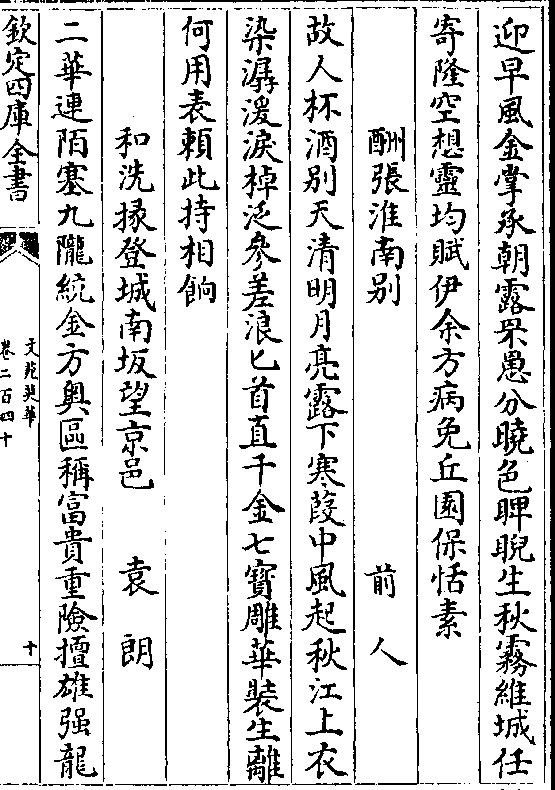 迎早風金掌承朝露罘罳分曉色睥睨生秋霧維城任
寄隆空想靈均賦伊余方病免丘園保恬素
酬張淮南别 前人
故人杯酒别天清明月亮露下寒葭中風起秋江上衣
染潺湲淚棹泛參差浪匕首直千金七寶雕華裝生離
何用表賴此持相餉
和洗掾登城南坂望京邑 袁朗
二華連陌塞九隴統金方奧區稱富貴重險擅雄强龍
欽定四庫全書
文苑英華
卷二百四十
十